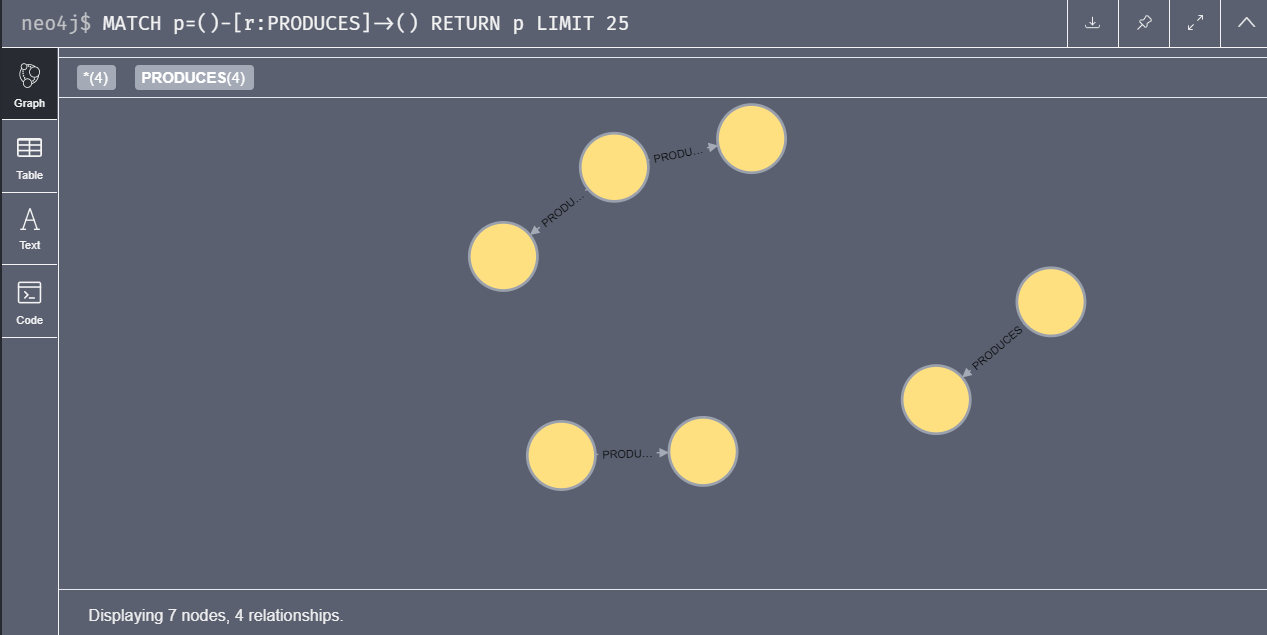 neo4j$ MATCH p=()-[r:PRODUCES]→() RETURN p LIMIT 25
Graph
*(4) PRODUCES(4)
Table
Text
Code
PRODU...
PRODU...
PRODUCES
PRODU...
Displaying 7 nodes, 4 relationships.